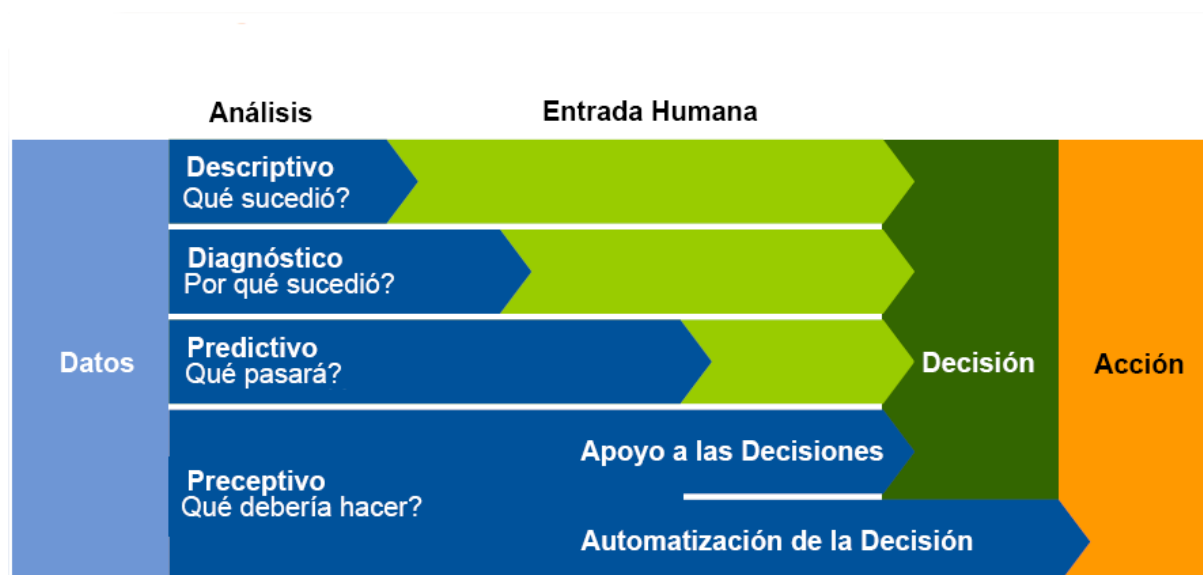 Análisis
Entrada Humana
Datos
Descriptivo
Qué sucedió?
Diagnóstico
Por qué sucedió?
Predictivo
Qué pasará?
Preceptivo
Qué debería hacer?
Apoyo a las Decisiones
Automatización de la Decisión
Decisión
Acción